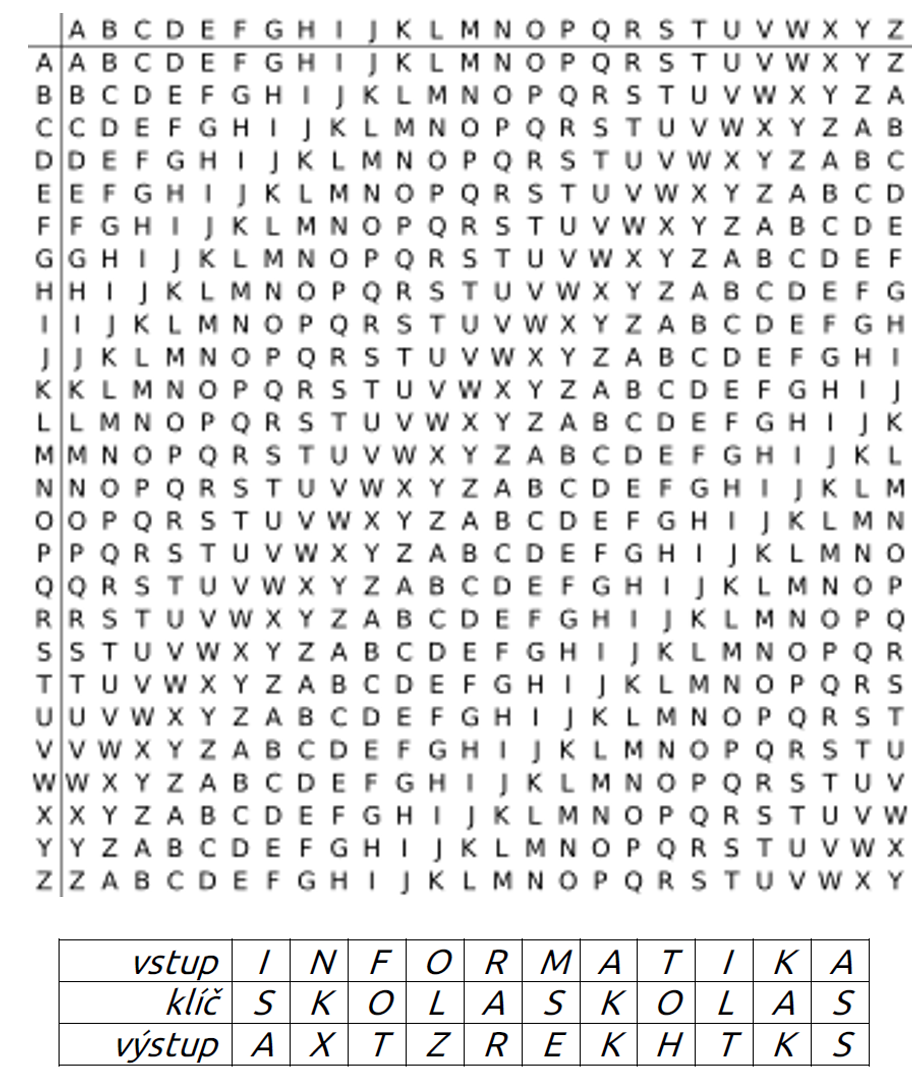 A B C D E F G H I J K L M N O P Q R S T U V W X Y Z
A A B C D E F G H I J K L M N O P Q R S T U V W X Y Z
B B C D E F G H I J K L M N O P Q R S T U V W X Y Z A
C C D E F G H I J K L M N O P Q R S T U V W X Y Z A B
D D E F G H I J K L M N O P Q R S T U V W X Y Z A B C
E E F G H I J K L M N O P Q R S T U V W X Y Z A B C D
F F G H I J K L M N O P Q R S T U V W X Y Z A B C D E
G G H I J K L M N O P Q R S T U V W X Y Z A B C D E F
H H I J K L M N O P Q R S T U V W X Y Z A B C D E F G
I I J K L M N O P Q R S T U V W X Y Z A B C D E F G H
J J K L M N O P Q R S T U V W X Y Z A B C D E F G H I
K K L M N O P Q R S T U V W X Y Z A B C D E F G H I J
L L M N O P Q R S T U V W X Y Z A B C D E F G H I J K
M M N O P Q R S T U V W X Y Z A B C D E F G H I J K L
N N O P Q R S T U V W X Y Z A B C D E F G H I J K L M
O O P Q R S T U V W X Y Z A B C D E F G H I J K L M N
P P Q R S T U V W X Y Z A B C D E F G H I J K L M N O
Q Q R S T U V W X Y Z A B C D E F G H I J K L M N O P
R R S T U V W X Y Z A B C D E F G H I J K L M N O P Q
S S T U V W X Y Z A B C D E F G H I J K L M N O P Q R
T T U V W X Y Z A B C D E F G H I J K L M N O P Q R S
U U V W X Y Z A B C D E F G H I J K L M N O P Q R S T
V V W X Y Z A B C D E F G H I J K L M N O P Q R S T U
W W X Y Z A B C D E F G H I J K L M N O P Q R S T U V
X X Y Z A B C D E F G H I J K L M N O P Q R S T U V W
Y Y Z A B C D E F G H I J K L M N O P Q R S T U V W X
Z Z A B C D E F G H I J K L M N O P Q R S T U V W X Y
vstup I N F O R M A T I K A
klíč S K O L A S K O L A S
výstup A X T Z R E K H T K S